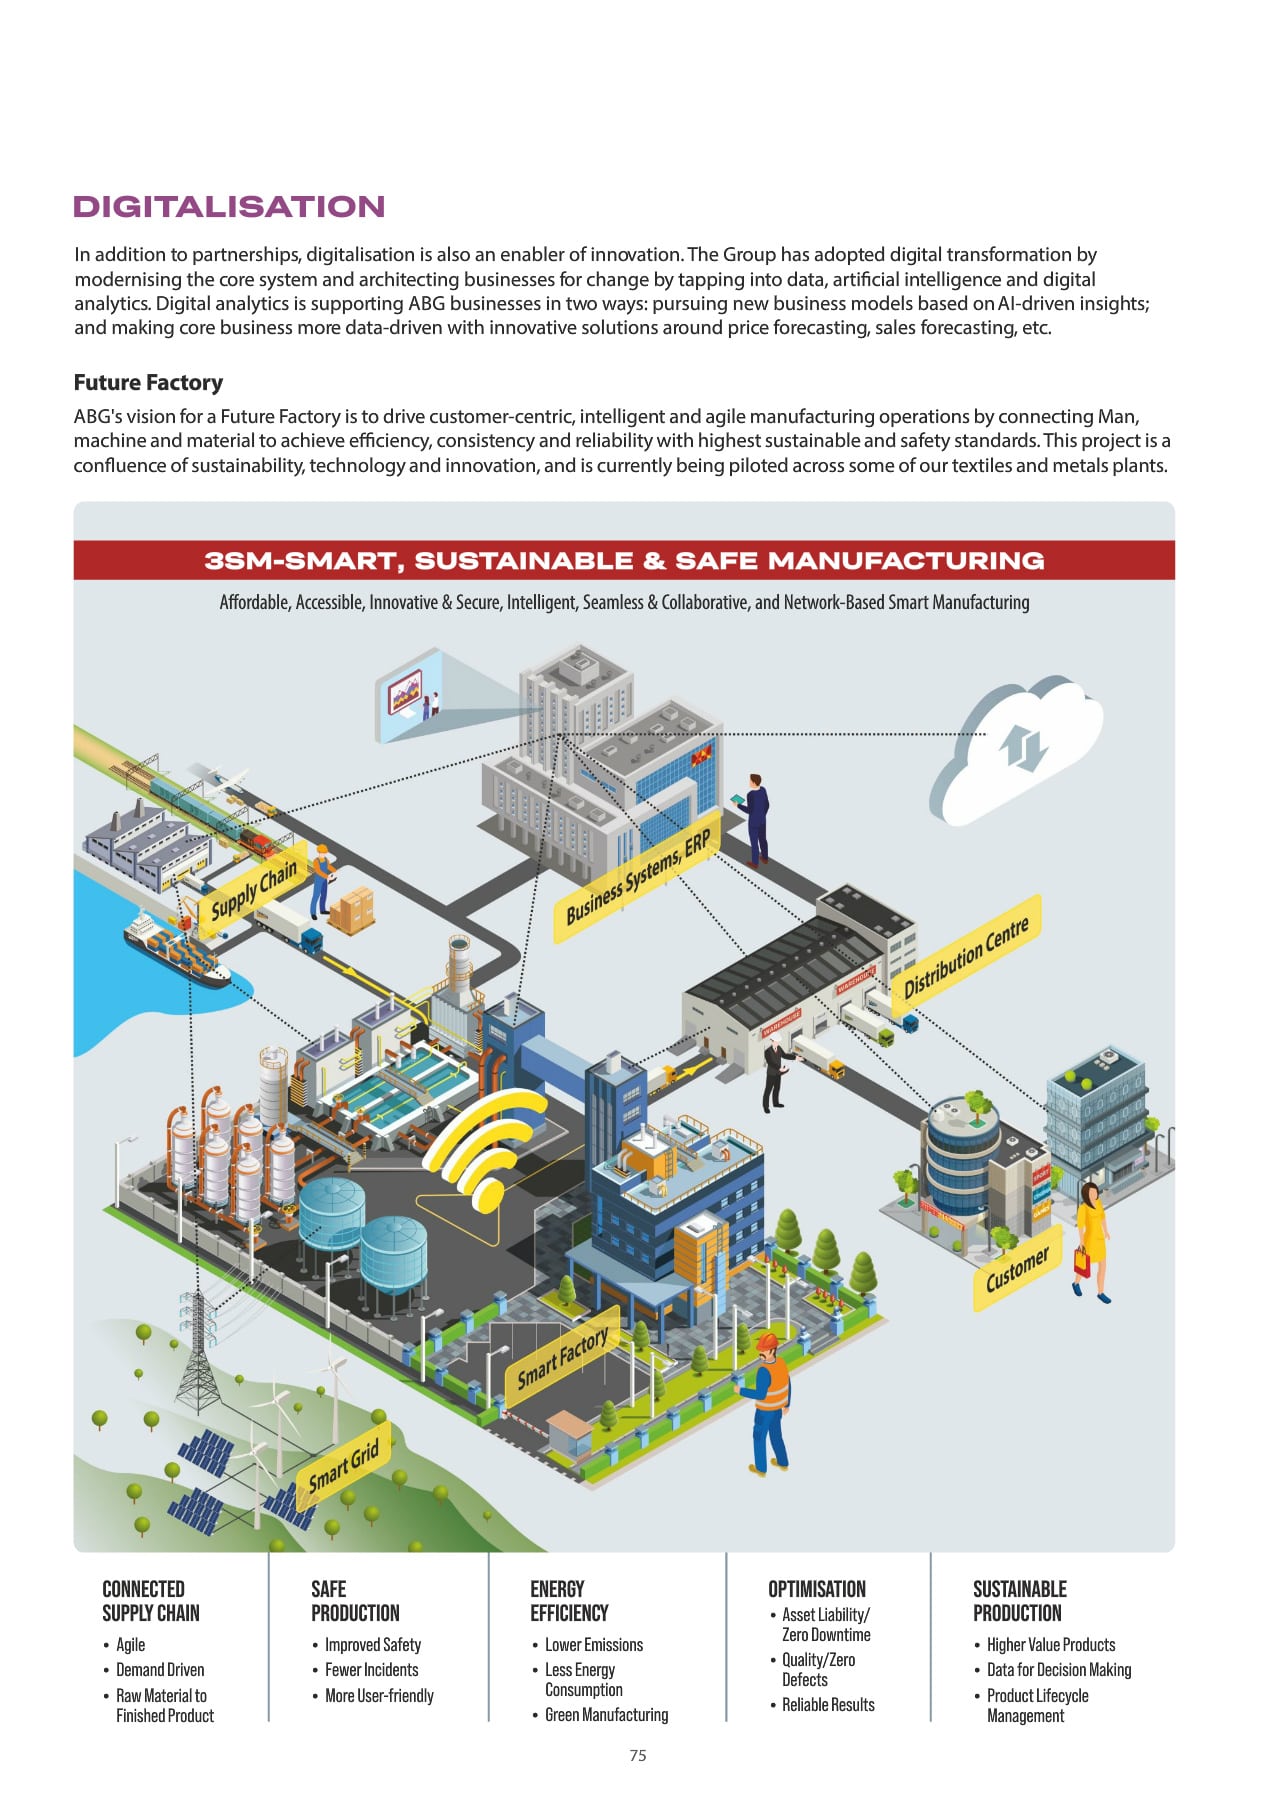 DIGITALISATION
In addition to partnerships, digitalisation is also an enabler of innovation. The Group has adopted digital transformation by
modernising the core system and architecting businesses for change by tapping into data, artificial intelligence and digital
analytics. Digital analytics is supporting ABG businesses in two ways: pursuing new business models based on AI-driven insights;
and making core business more data-driven with innovative solutions around price forecasting, sales forecasting, etc.
Future Factory
ABG's vision for a Future Factory is to drive customer-centric, intelligent and agile manufacturing operations by connecting Man,
machine and material to achieve efficiency, consistency and reliability with highest sustainable and safety standards. This project is a
confluence of sustainability, technology and innovation, and is currently being piloted across some of our textiles and metals plants.
3SM-SMART, SUSTAINABLE & SAFE MANUFACTURING
Affordable, Accessible, Innovative & Secure, Intelligent, Seamless & Collaborative, and Network-Based Smart Manufacturing
Supply Chain
Business Systems, ERP
Distribution Centre
WAREHOUSE
WAREHOUSE
Customer
Smart Factory
Smart Grid
CONNECTED
SUPPLY CHAIN
• Agile
• Demand Driven
• Raw Material to
Finished Product
SAFE
PRODUCTION
• Improved Safety
• Fewer Incidents
• More User-friendly
ENERGY
EFFICIENCY
• Lower Emissions
• Less Energy
Consumption
• Green Manufacturing
OPTIMISATION
• Asset Liability/
Zero Downtime
• Quality/Zero
Defects
• Reliable Results
SUSTAINABLE
PRODUCTION
• Higher Value Products
• Data for Decision Making
• Product Lifecycle
Management
75